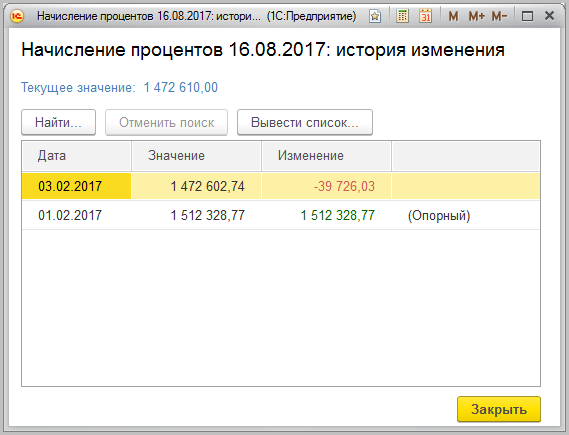 Начисление процентов 16.08.2017: истори... (1С:Предприятие) 31 M M+ M-
Начисление процентов 16.08.2017: история изменения
Текущее значение: 1 472 610,00
Найти... Отменить поиск Вывести список...
Дата Значение Изменение
03.02.2017 1 472 602,74 -39 726,03
01.02.2017 1 512 328,77 1 512 328,77 (Опорный)
Закрыть